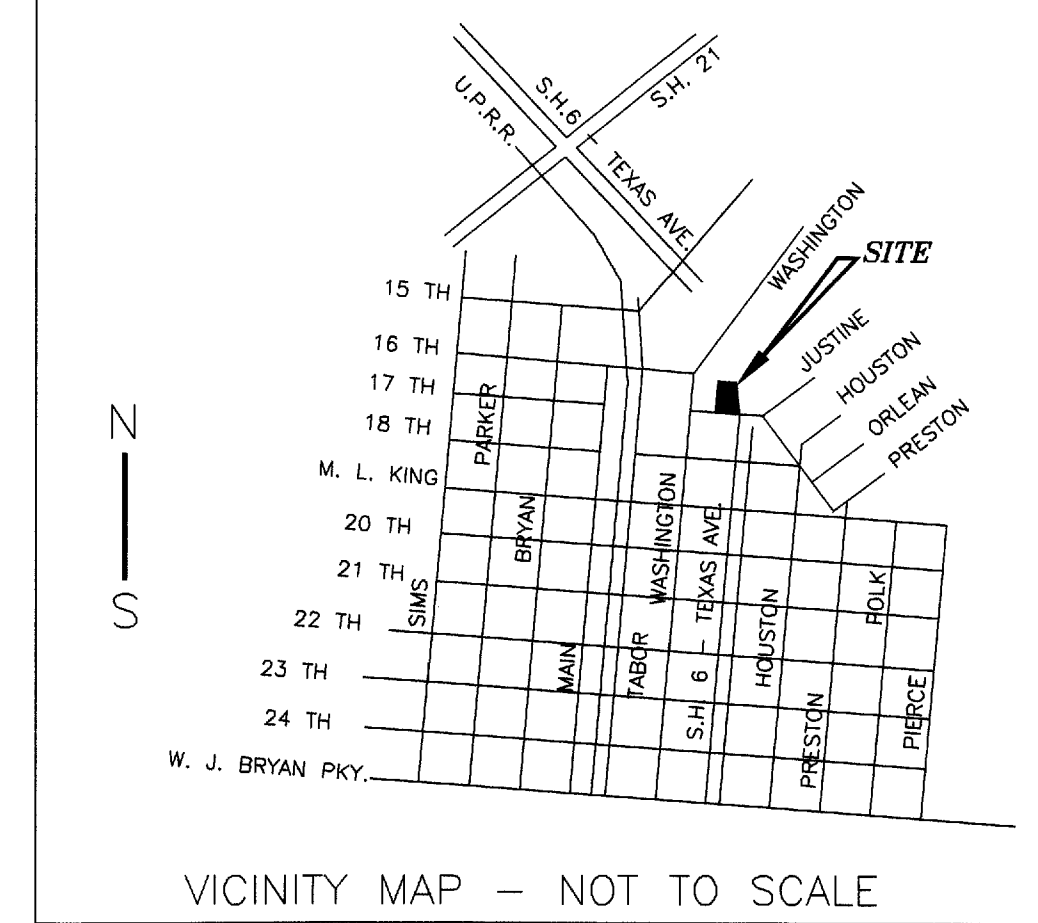 S.H. 21
S.H.6 – TEXAS AVE.
U.P.R.R.
WASHINGTON
SITE
15 TH
JUSTINE
16 TH
HOUSTON
17 TH
ORLEAN
18 TH
PARKER
PRESTON
N
M. L. KING
20 TH
BRYAN
WASHINGTON
S.H. 6 – TEXAS AVE.
21 TH
SIMS
POLK
S
22 TH
HOUSTON
23 TH
MAIN
TABOR
24 TH
PRESTON
PIERCE
W. J. BRYAN PKY.
VICINITY MAP – NOT TO SCALE